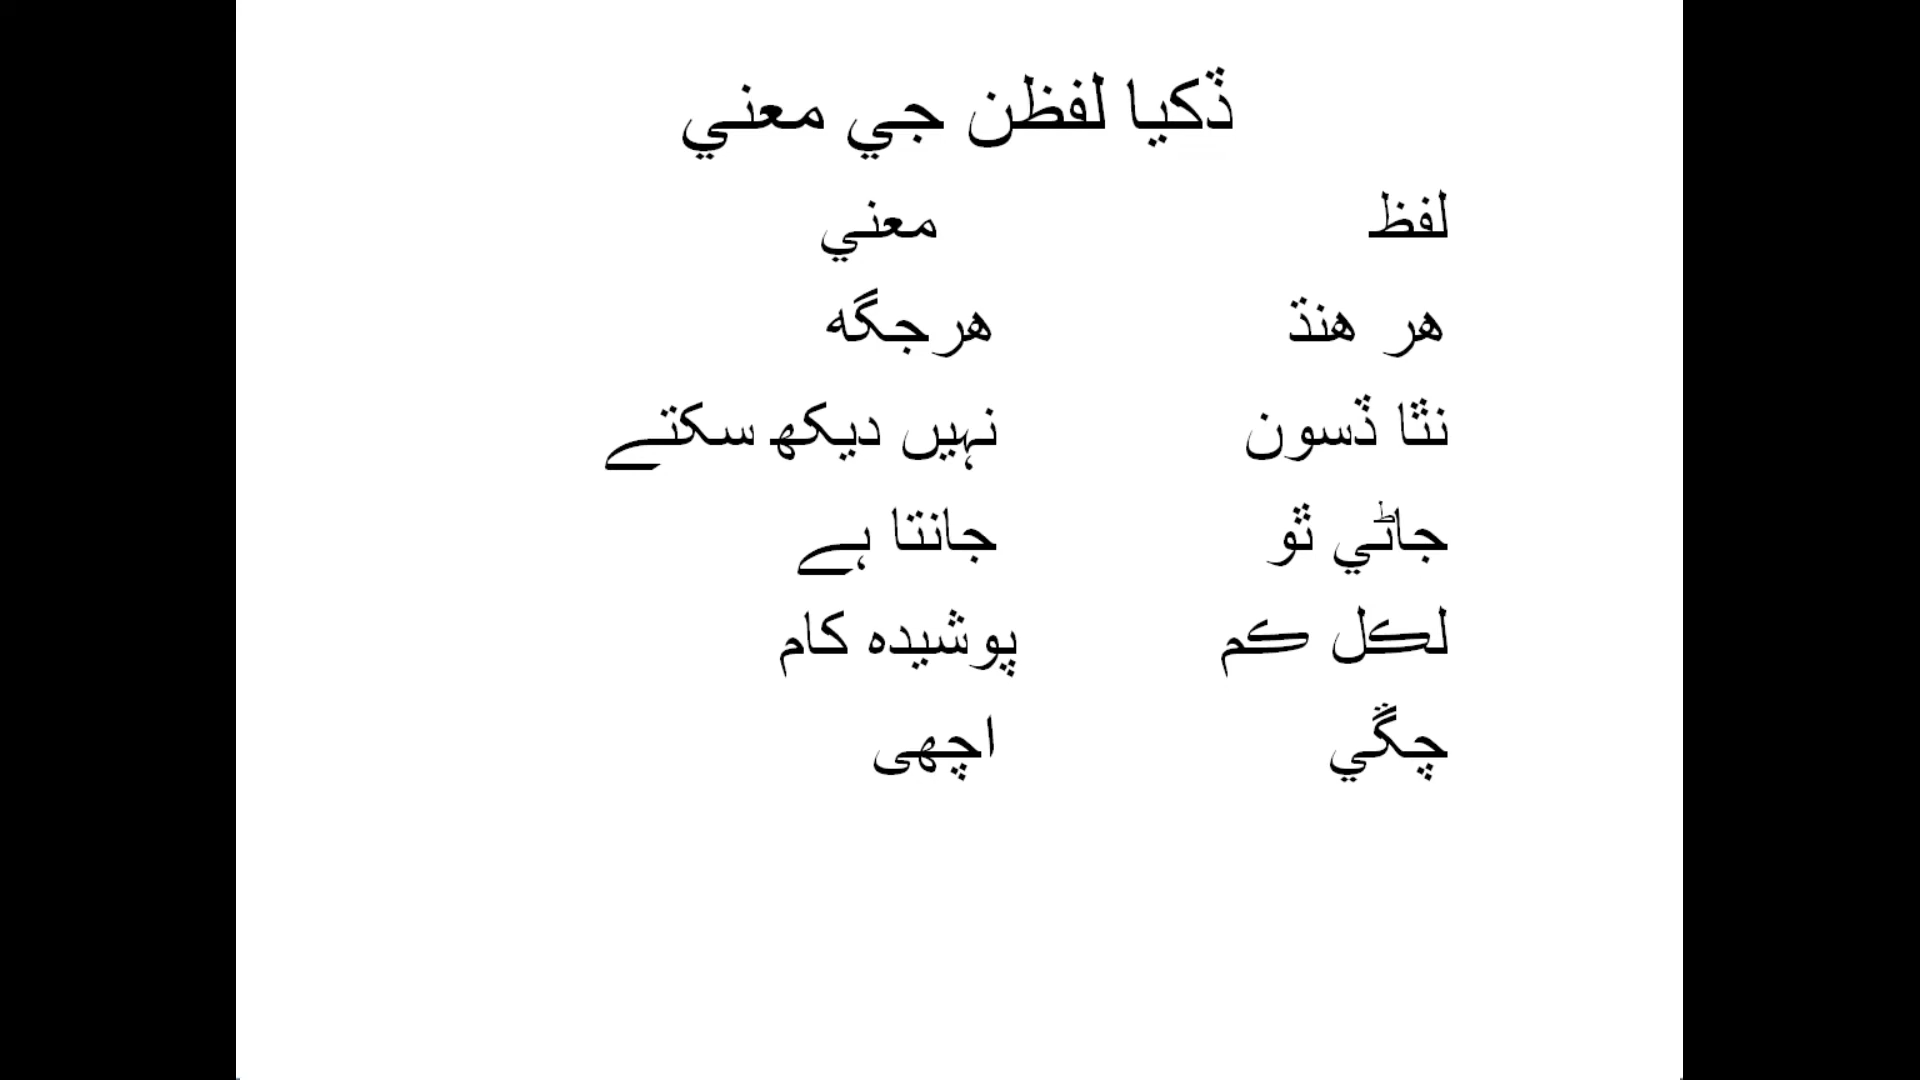 ڏکيا لفظن جي معني
لفظ معني
هر هنڌ هرجگه
نٿا ڏسون نہیں دیکھ سکتے
ڄاڻي ٿو جانتا ہے
لڪل ڪم پوشیدہ کام
چڱي اچھی